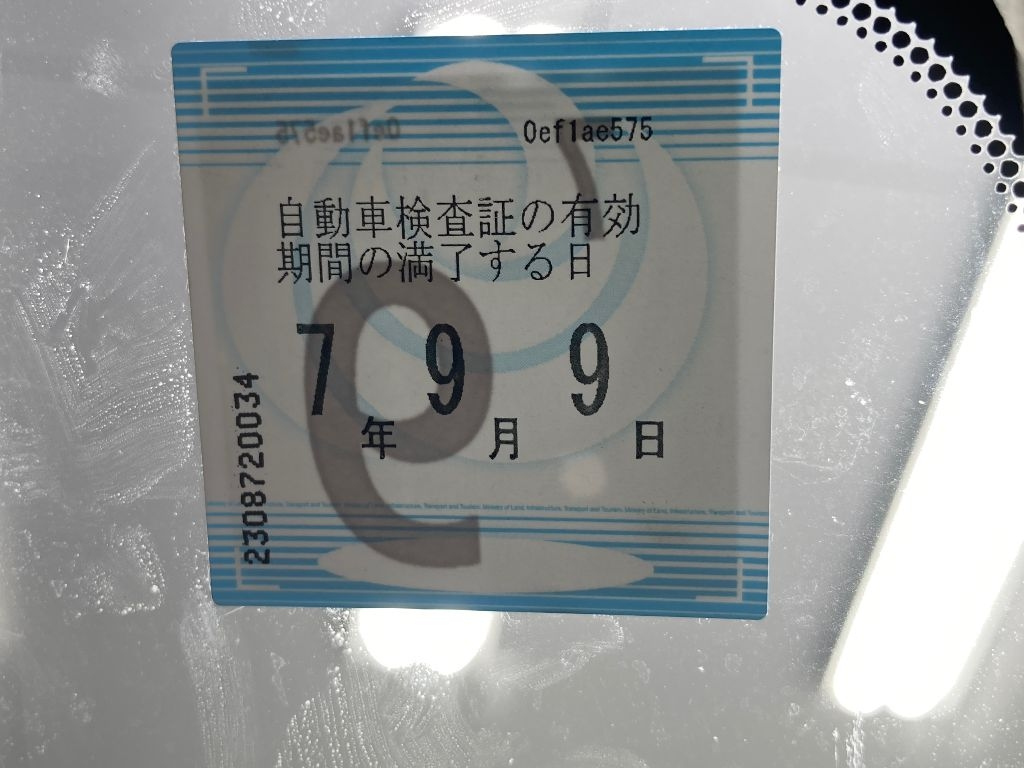 0ef1ae575
自動車検査証の有効
期間の満了する日
7年 9月 9日
2308720034